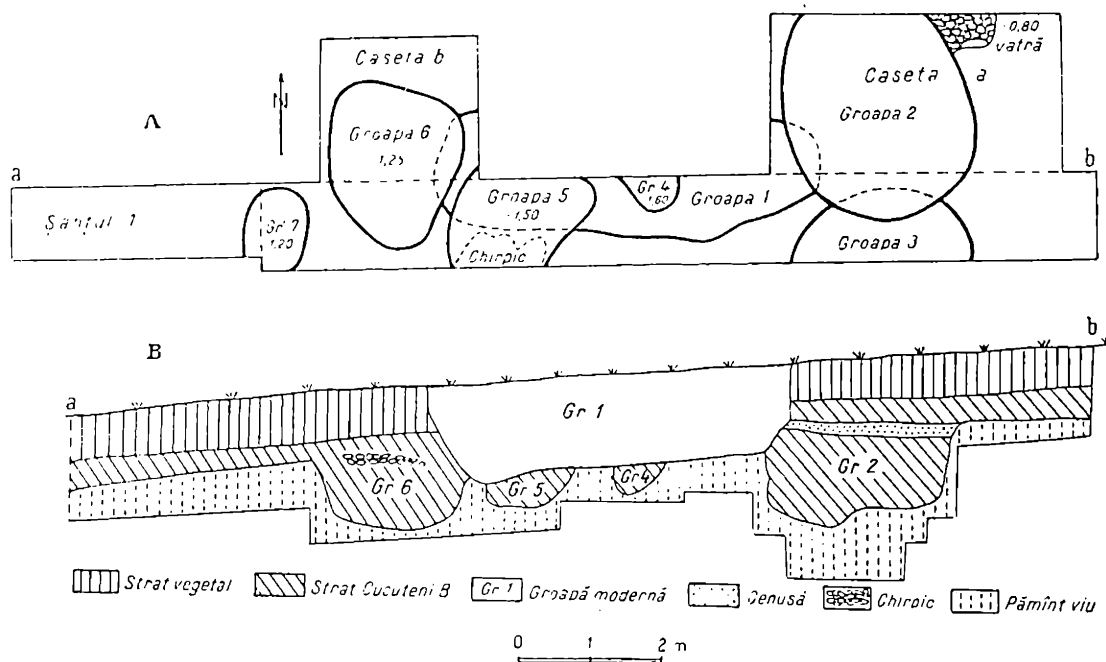 A
N
a
b
Șanțul 1
Gr 7
1,20
Caseta b
Groapa 6
1,25
Groapa 5
-1,50
Chirpic
Gr 4
1,60
Groapa 1
Caseta a
Groapa 2
-0,80
vatră
Groapa 3
B
a
b
Gr 6
Gr 5
Gr 4
Gr 1
Gr 2
Strat vegetal
Strat Cucuteni B
Gr 1 Groapă modernă
Cenușă
Chirpic
Pămînt viu
0 1 2 m